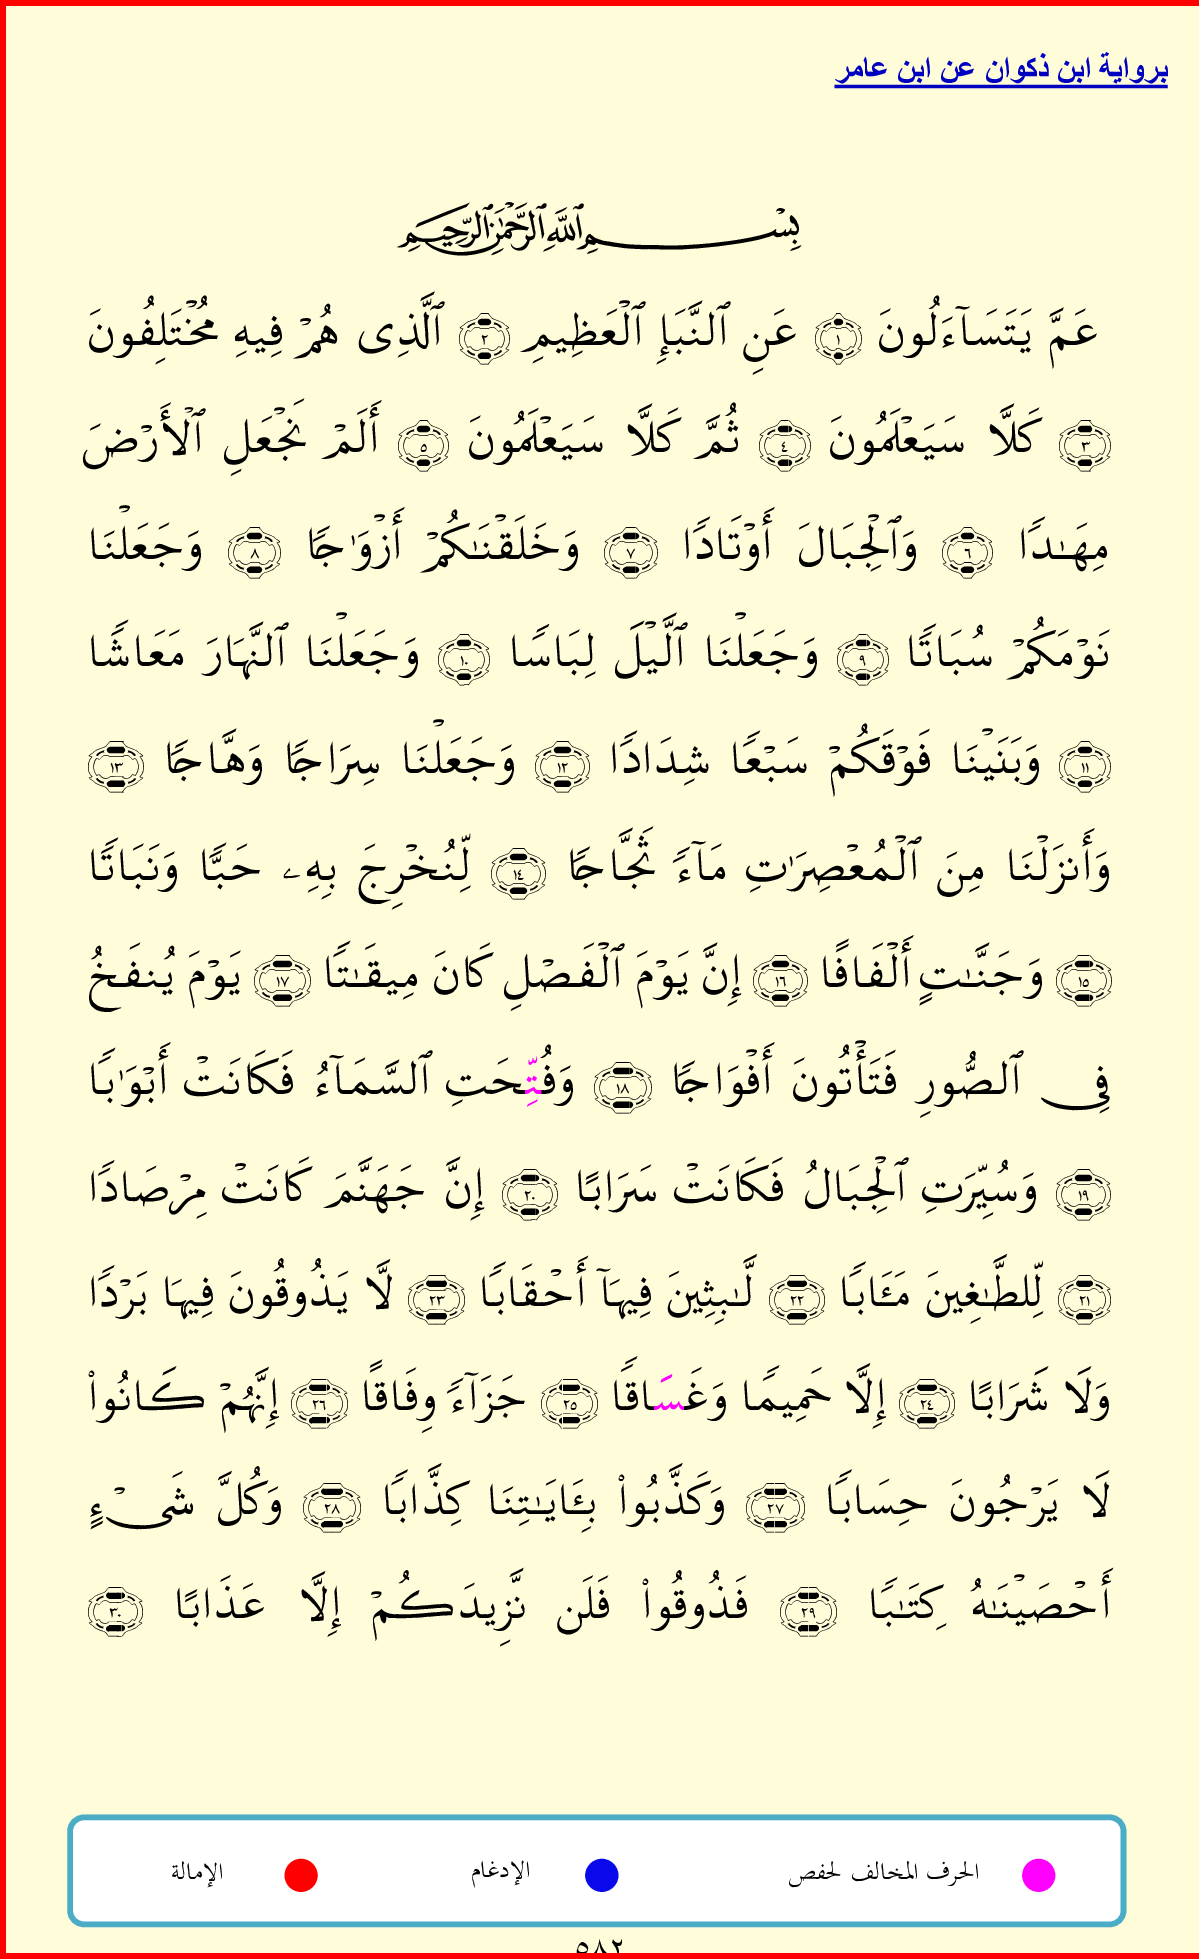 برواية ابن ذكوان عن ابن عامر
بِسْمِ ٱللَّهِ ٱلرَّحْمَٰنِ ٱلرَّحِيمِ
عَمَّ يَتَسَآءَلُونَ ١ عَنِ ٱلنَّبَإِ ٱلْعَظِيمِ ٢ ٱلَّذِى هُمْ فِيهِ مُخْتَلِفُونَ
٣ كَلَّا سَيَعْلَمُونَ ٤ ثُمَّ كَلَّا سَيَعْلَمُونَ ٥ أَلَمْ نَجْعَلِ ٱلْأَرْضَ
مِهَٰدًا ٦ وَٱلْجِبَالَ أَوْتَادًا ٧ وَخَلَقْنَٰكُمْ أَزْوَٰجًا ٨ وَجَعَلْنَا
نَوْمَكُمْ سُبَاتًا ٩ وَجَعَلْنَا ٱلَّيْلَ لِبَاسًا ١٠ وَجَعَلْنَا ٱلنَّهَارَ مَعَاشًا
١١ وَبَنَيْنَا فَوْقَكُمْ سَبْعًا شِدَادًا ١٢ وَجَعَلْنَا سِرَاجًا وَهَّاجًا ١٣
وَأَنزَلْنَا مِنَ ٱلْمُعْصِرَٰتِ مَآءً ثَجَّاجًا ١٤ لِّنُخْرِجَ بِهِۦ حَبًّا وَنَبَاتًا
١٥ وَجَنَّٰتٍ أَلْفَافًا ١٦ إِنَّ يَوْمَ ٱلْفَصْلِ كَانَ مِيقَٰتًا ١٧ يَوْمَ يُنفَخُ
فِى ٱلصُّورِ فَتَأْتُونَ أَفْوَاجًا ١٨ وَفُتِّحَتِ ٱلسَّمَآءُ فَكَانَتْ أَبْوَٰبًا
١٩ وَسُيِّرَتِ ٱلْجِبَالُ فَكَانَتْ سَرَابًا ٢٠ إِنَّ جَهَنَّمَ كَانَتْ مِرْصَادًا
٢١ لِّلطَّٰغِينَ مَـَٔابًا ٢٢ لَّٰبِثِينَ فِيهَآ أَحْقَابًا ٢٣ لَّا يَذُوقُونَ فِيهَا بَرْدًا
وَلَا شَرَابًا ٢٤ إِلَّا حَمِيمًا وَغَسَاقًا ٢٥ جَزَآءً وِفَاقًا ٢٦ إِنَّهُمْ كَانُوا۟
لَا يَرْجُونَ حِسَابًا ٢٧ وَكَذَّبُوا۟ بِـَٔايَٰتِنَا كِذَّابًا ٢٨ وَكُلَّ شَىْءٍ
أَحْصَيْنَٰهُ كِتَٰبًا ٢٩ فَذُوقُوا۟ فَلَن نَّزِيدَكُمْ إِلَّا عَذَابًا ٣٠
الحرف المخالف لحفص الإدغام الإمالة
٥٨٢